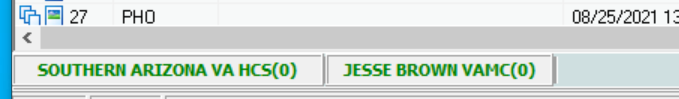 27 PHO 08/25/2021 13
SOUTHERN ARIZONA VA HCS(0) JESSE BROWN VAMC(0)